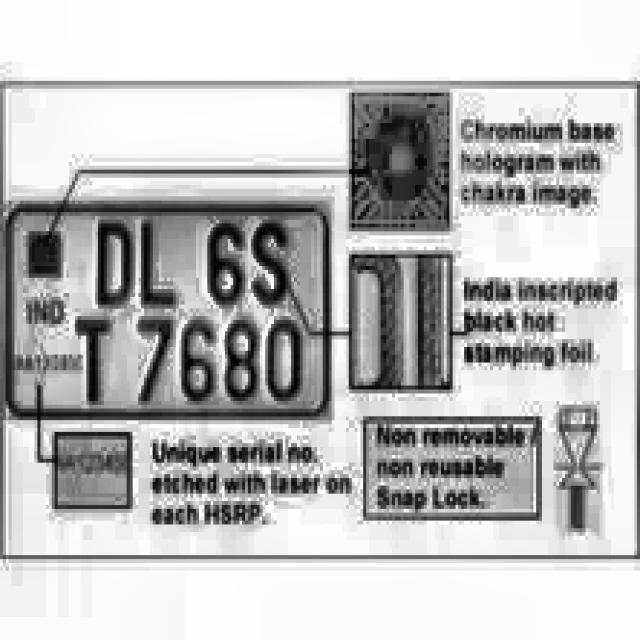 Chromium base
hologram with
chakra image.
DL 6S
IND
T 7680
India inscripted
black hot
stamping foil.
Unique serial no.
etched with laser on
each HSRP.
Non removable /
non reusable
Snap Lock.